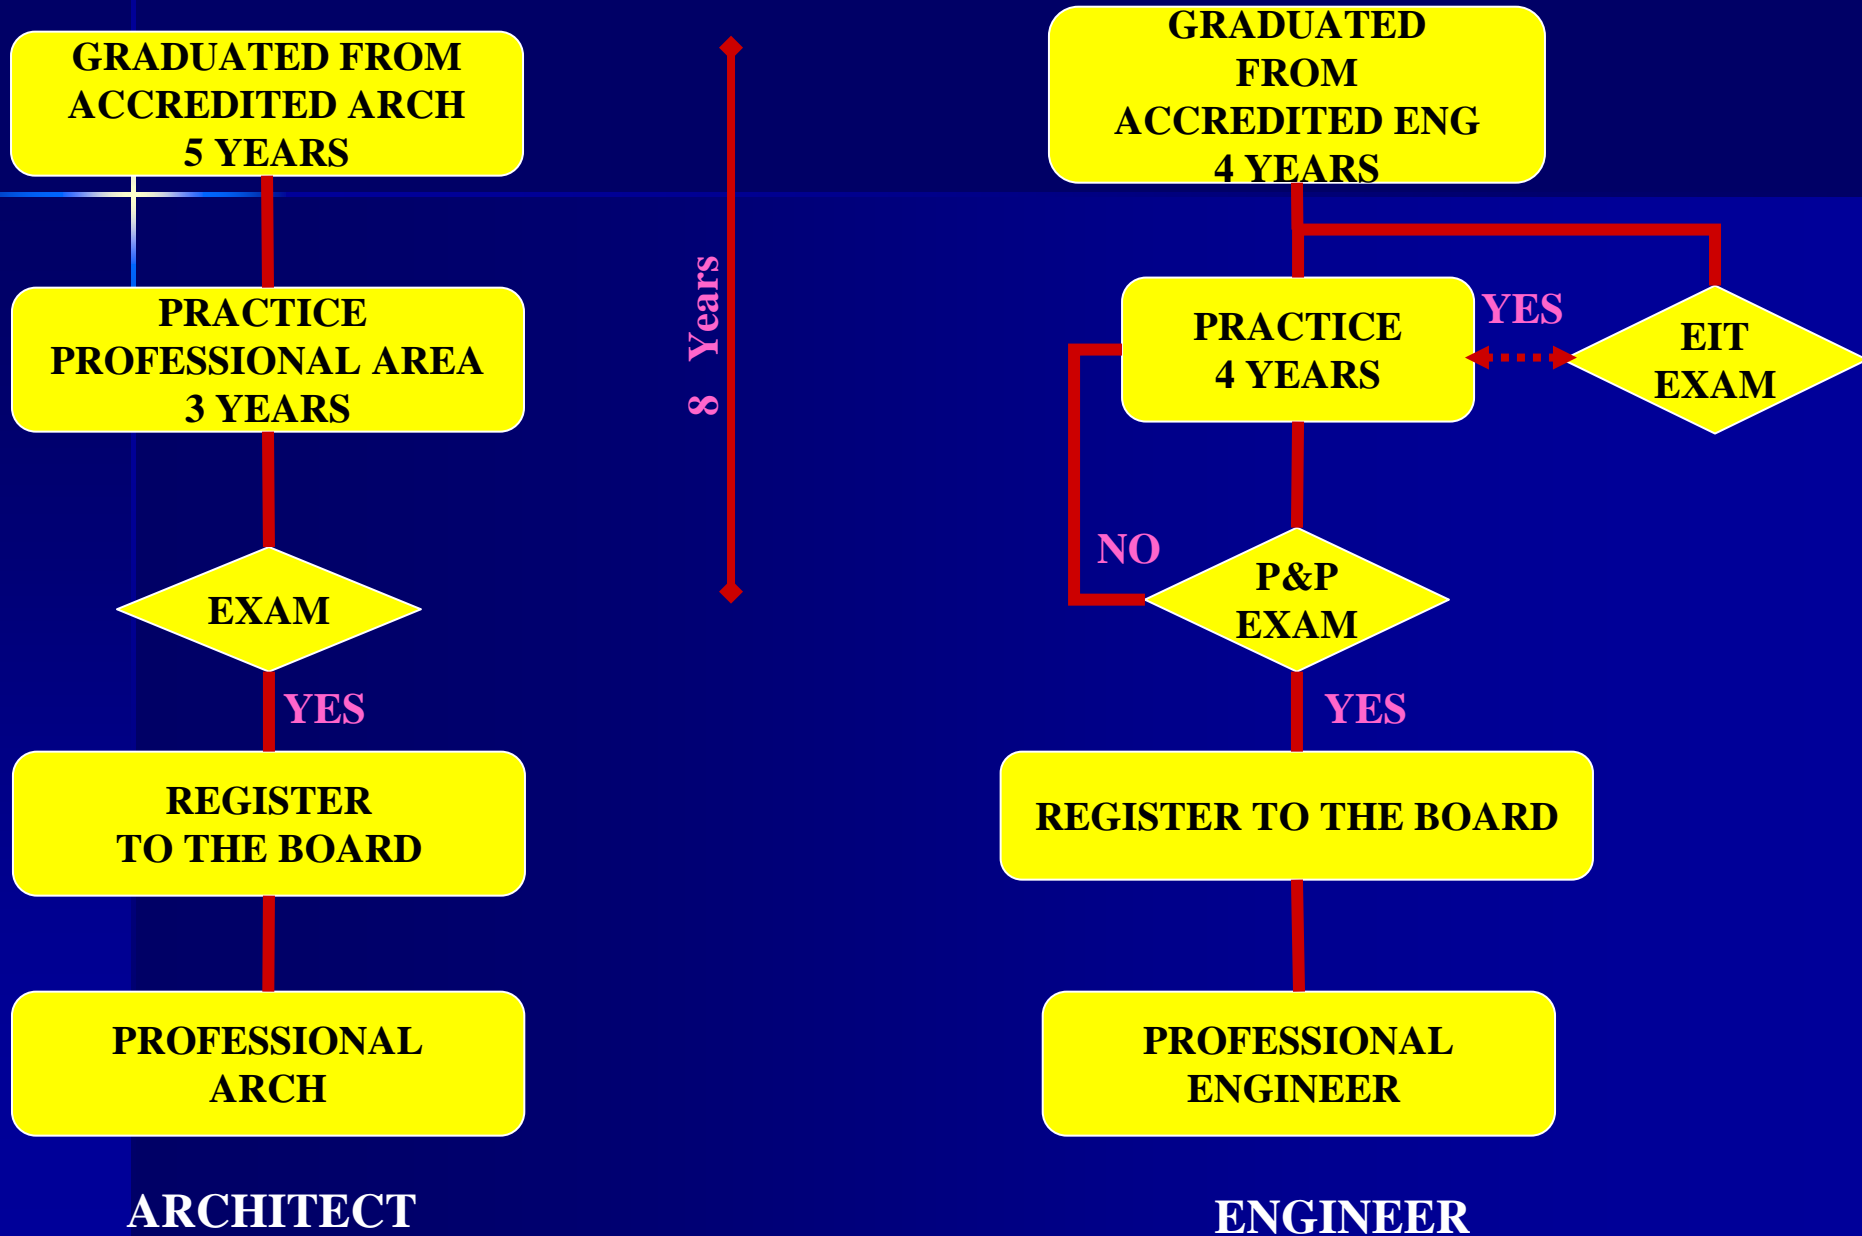 GRADUATED FROM
ACCREDITED ARCH
5 YEARS
PRACTICE
PROFESSIONAL AREA
3 YEARS
EXAM
YES
REGISTER
TO THE BOARD
PROFESSIONAL
ARCH
ARCHITECT
8 Years
GRADUATED
FROM
ACCREDITED ENG
4 YEARS
PRACTICE
4 YEARS
YES
EIT
EXAM
NO
P&P
EXAM
YES
REGISTER TO THE BOARD
PROFESSIONAL
ENGINEER
ENGINEER